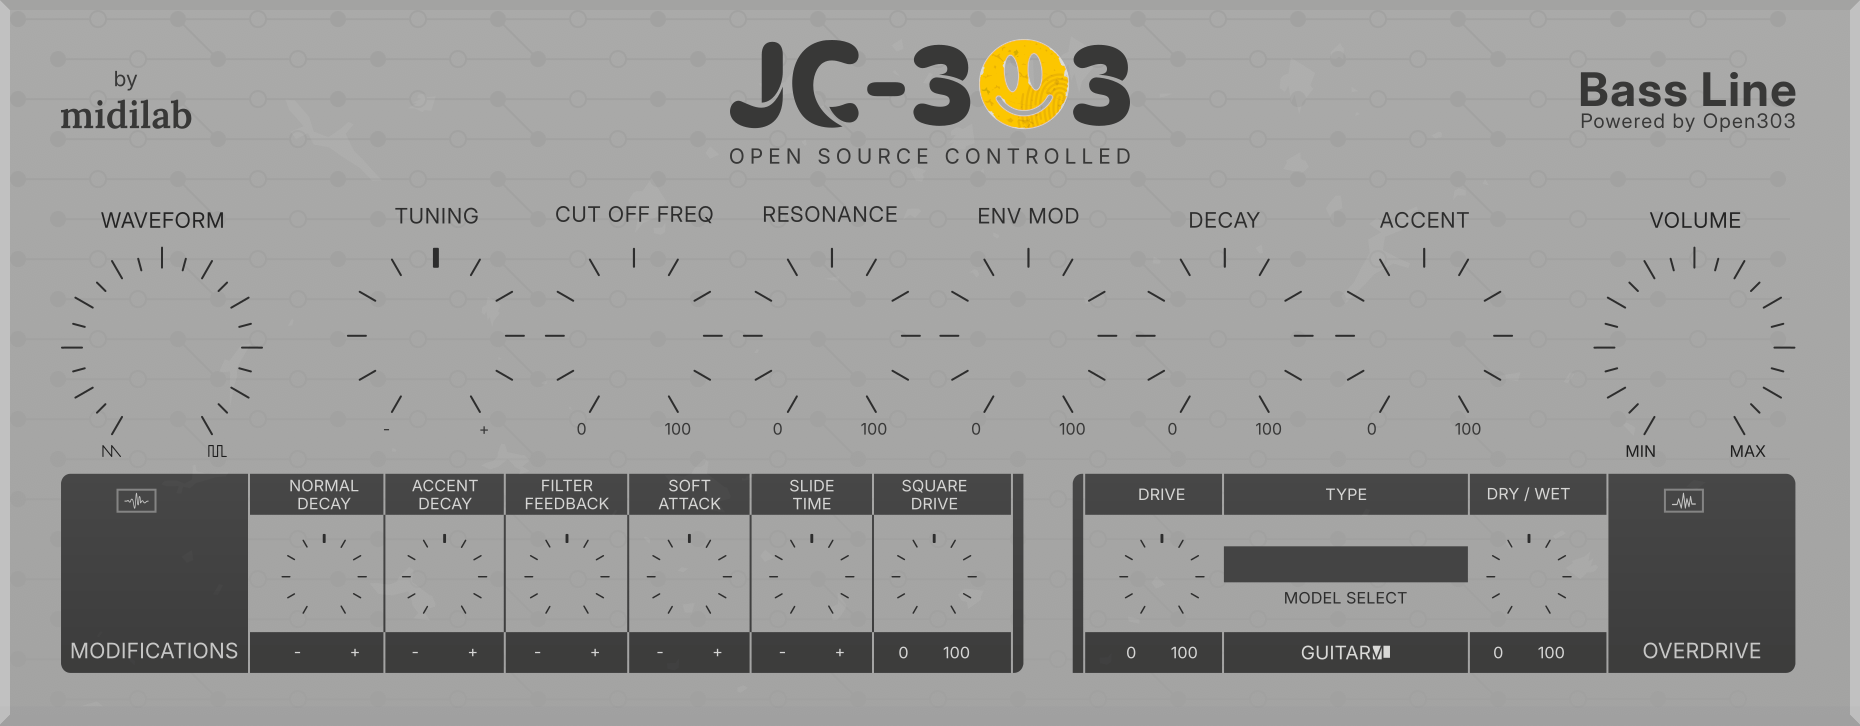 by
midilab
JC-303
OPEN SOURCE CONTROLLED
Bass Line
Powered by Open303
WAVEFORM
TUNING
CUT OFF FREQ
RESONANCE
ENV MOD
DECAY
ACCENT
VOLUME
- +
0 100
0 100
0 100
0 100
0 100
MIN MAX
MODIFICATIONS
NORMAL
DECAY
- +
ACCENT
DECAY
- +
FILTER
FEEDBACK
- +
SOFT
ATTACK
- +
SLIDE
TIME
- +
SQUARE
DRIVE
0 100
DRIVE
0 100
TYPE
MODEL SELECT
GUITARML
DRY / WET
0 100
OVERDRIVE